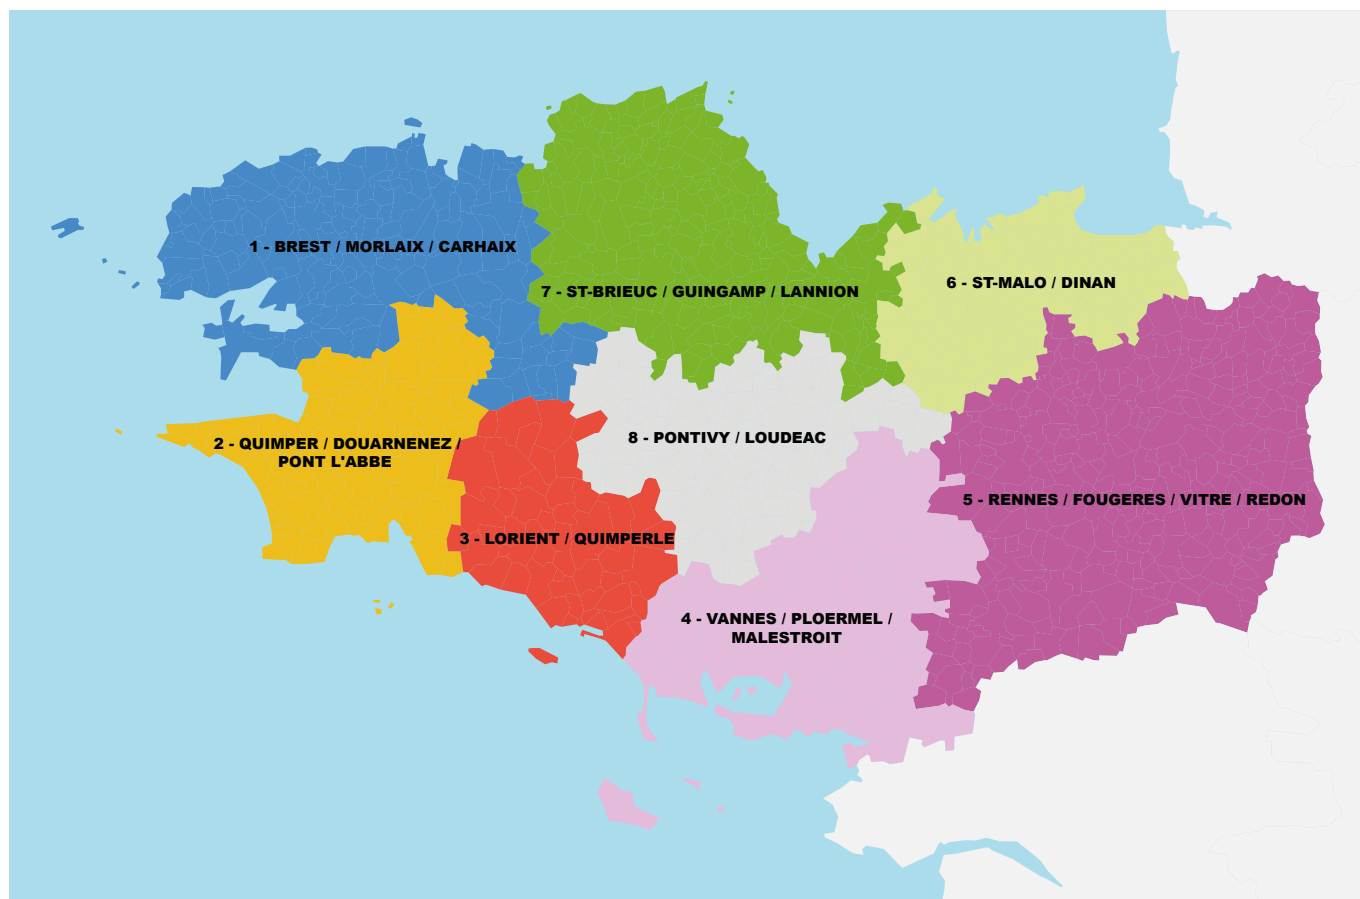 1 - BREST / MORLAIX / CARHAIX
7 - ST-BRIEUC / GUINGAMP / LANNION
6 - ST-MALO / DINAN
2 - QUIMPER / DOUARNENEZ /
PONT L'ABBE
8 - PONTIVY / LOUDEAC
5 - RENNES / FOUGERES / VITRE / REDON
3 - LORIENT / QUIMPERLE
4 - VANNES / PLOERMEL /
MALESTROIT